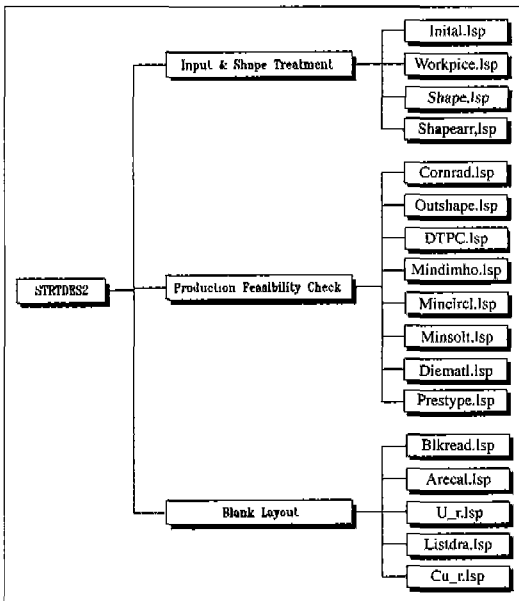 Inital.lsp
Input & Shape Treatment
Workpice.lsp
Shape.lsp
Shapearr,lsp
Cornrad.lsp
Outshape.lsp
DTPC.lsp
Mindimho.lsp
STRTDES2
Production Feasibility Check
Mincircl.lsp
Minsolt.lsp
Diematl.lsp
Prestype.lsp
Blkread.lsp
Arecal.lsp
Blank Layout
U_r.lsp
Listdra.lsp
Cu_r.lsp